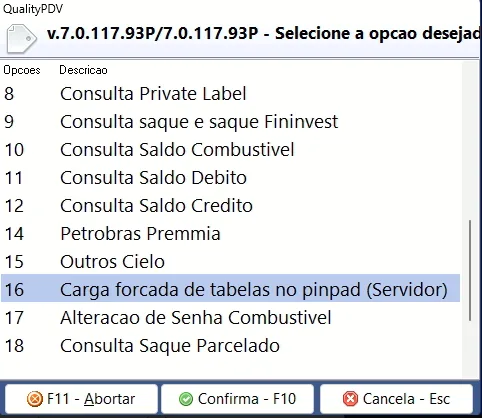 QualityPDV
v.7.0.117.93P/7.0.117.93P - Selecione a opcao desejad
Opcoes Descricao
8 Consulta Private Label
9 Consulta saque e saque Fininvest
10 Consulta Saldo Combustivel
11 Consulta Saldo Debito
12 Consulta Saldo Credito
14 Petrobras Premmia
15 Outros Cielo
16 Carga forcada de tabelas no pinpad (Servidor)
17 Alteracao de Senha Combustivel
18 Consulta Saque Parcelado
F11 - Abortar Confirma - F10 Cancela - Esc